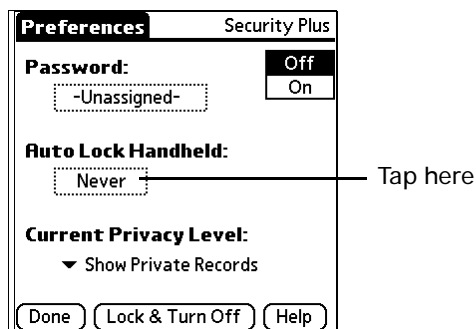 Preferences Security Plus
Password: Off
-Unassigned- On
Auto Lock Handheld:
Never Tap here
Current Privacy Level:
Show Private Records
Done Lock & Turn Off Help